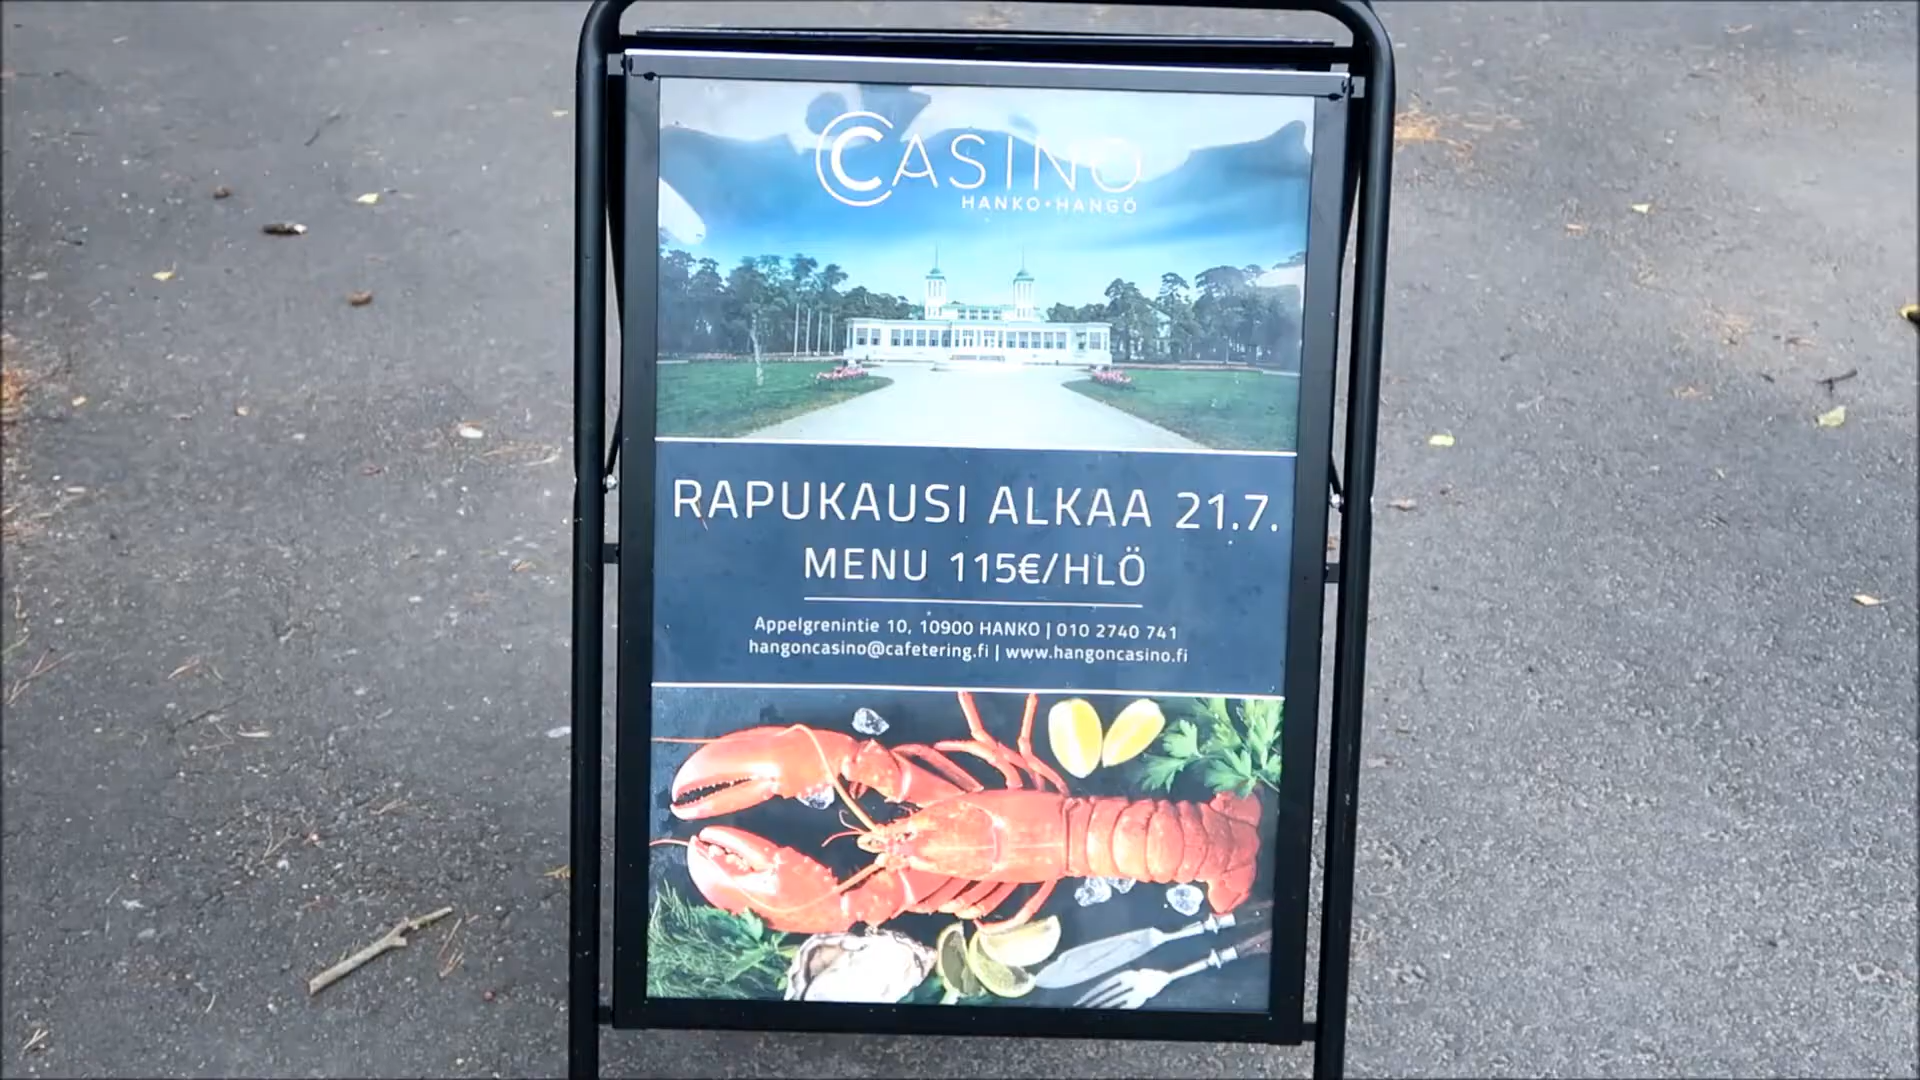 CASINO
HANKO•HANGÖ
RAPUKAUSI ALKAA 21.7.
MENU 115€/HLÖ
Appelgrenintie 10, 10900 HANKO | 010 2740 741
hangoncasino@cafetering.fi | www.hangoncasino.fi